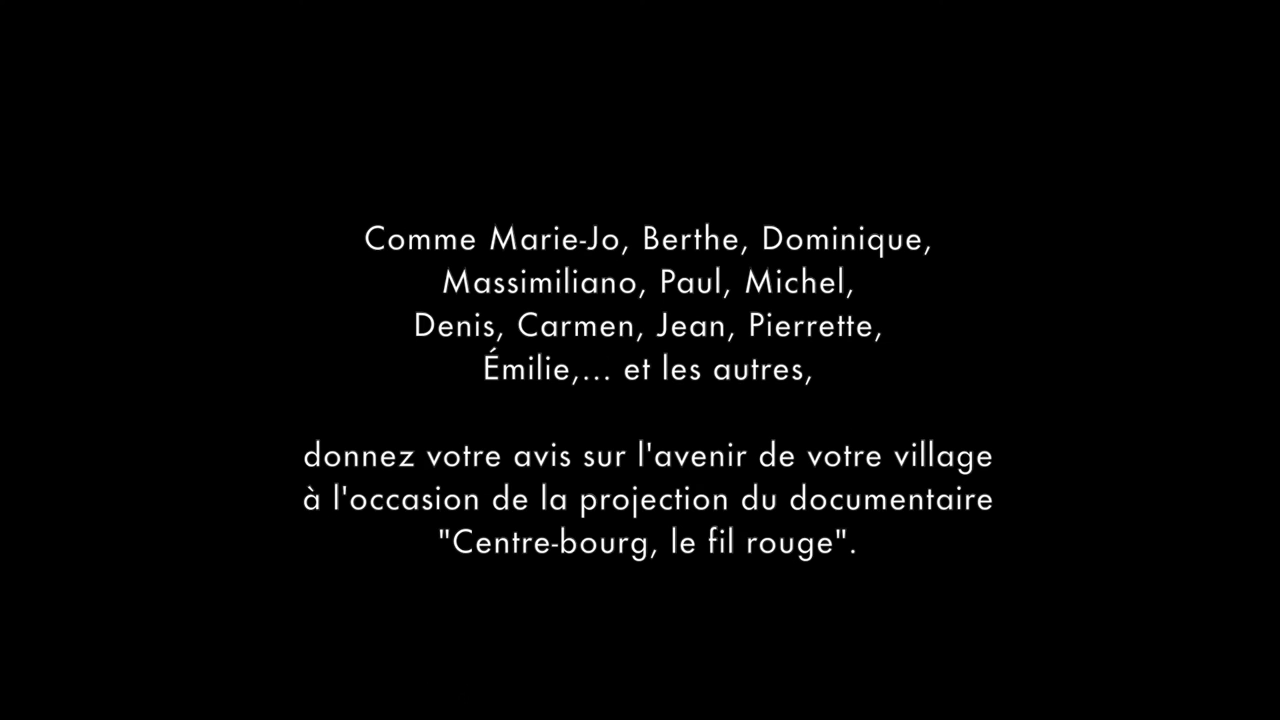 Comme Marie-Jo, Berthe, Dominique,
Massimiliano, Paul, Michel,
Denis, Carmen, Jean, Pierrette,
Émilie,... et les autres,
donnez votre avis sur l'avenir de votre village
à l'occasion de la projection du documentaire
"Centre-bourg, le fil rouge".